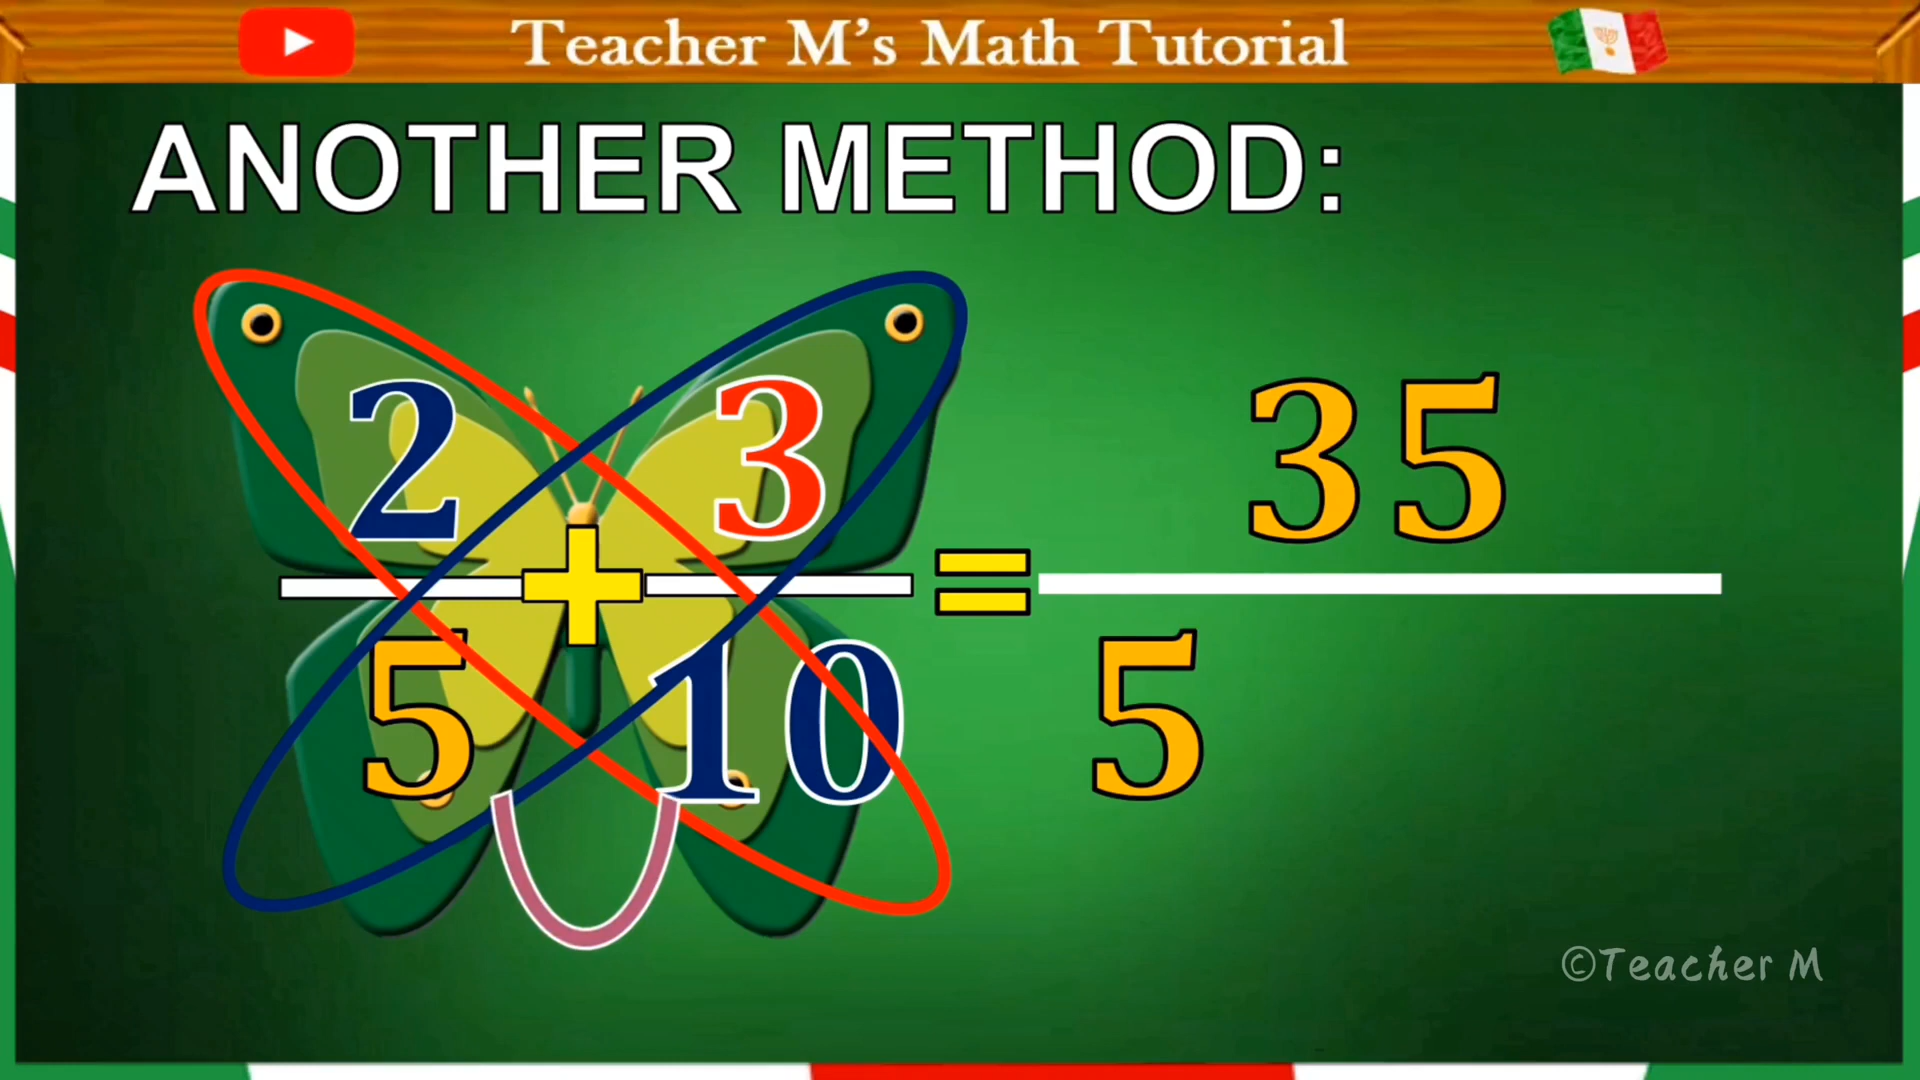 Teacher M’s Math Tutorial
ANOTHER METHOD:
2 3 35
+ =
5 10 5
©Teacher M